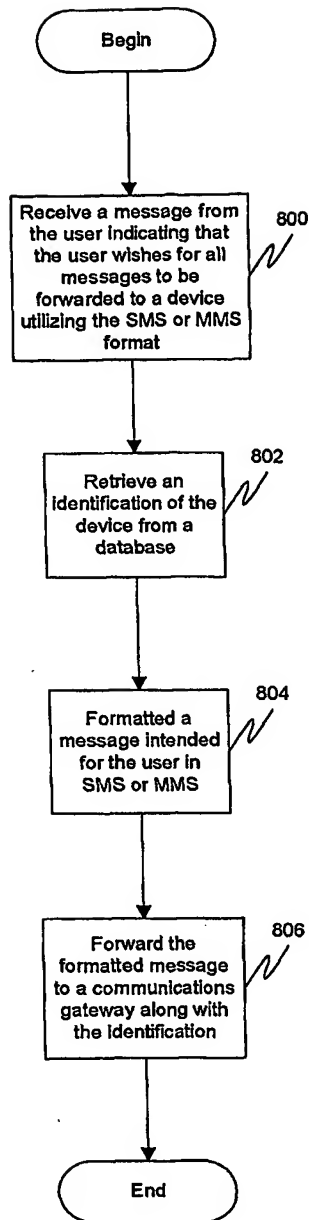 Begin
Receive a message from
the user indicating that
the user wishes for all
messages to be
forwarded to a device
utilizing the SMS or MMS
format
800
Retrieve an
identification of the
device from a
database
802
Formatted a
message intended
for the user in
SMS or MMS
804
Forward the
formatted message
to a communications
gateway along with
the identification
806
End